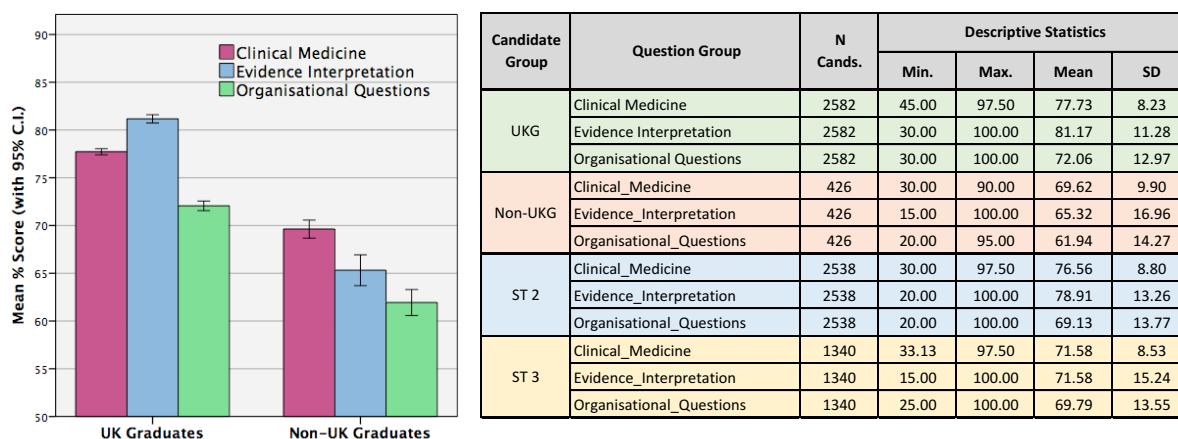 Mean % Score (with 95% C.I.)
90
85
80
75
70
65
60
55
50
Clinical Medicine
Evidence Interpretation
Organisational Questions
UK Graduates
Non-UK Graduates
Candidate Group Question Group N Cands. Descriptive Statistics
Min. Max. Mean SD
UKG
Clinical Medicine 2582 45.00 97.50 77.73 8.23
Evidence Interpretation 2582 30.00 100.00 81.17 11.28
Organisational Questions 2582 30.00 100.00 72.06 12.97
Non-UKG
Clinical_Medicine 426 30.00 90.00 69.62 9.90
Evidence_Interpretation 426 15.00 100.00 65.32 16.96
Organisational_Questions 426 20.00 95.00 61.94 14.27
ST 2
Clinical_Medicine 2538 30.00 97.50 76.56 8.80
Evidence_Interpretation 2538 20.00 100.00 78.91 13.26
Organisational_Questions 2538 20.00 100.00 69.13 13.77
ST 3
Clinical_Medicine 1340 33.13 97.50 71.58 8.53
Evidence_Interpretation 1340 15.00 100.00 71.58 15.24
Organisational_Questions 1340 25.00 100.00 69.79 13.55